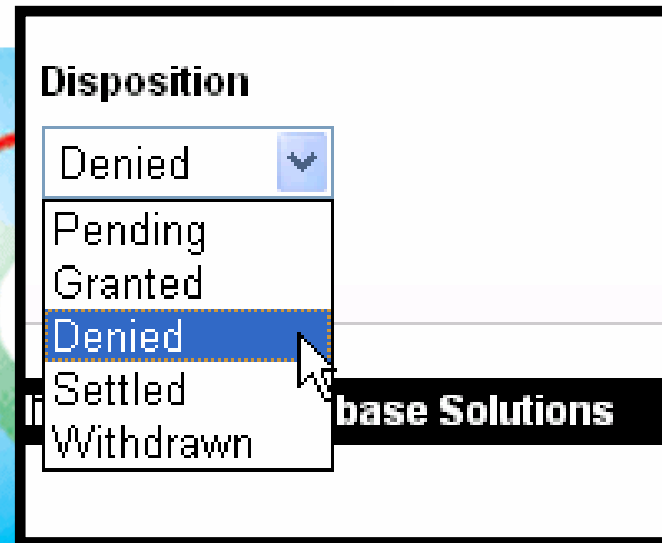 Disposition
Denied
Pending
Granted
Denied
Settled
Withdrawn
base Solutions